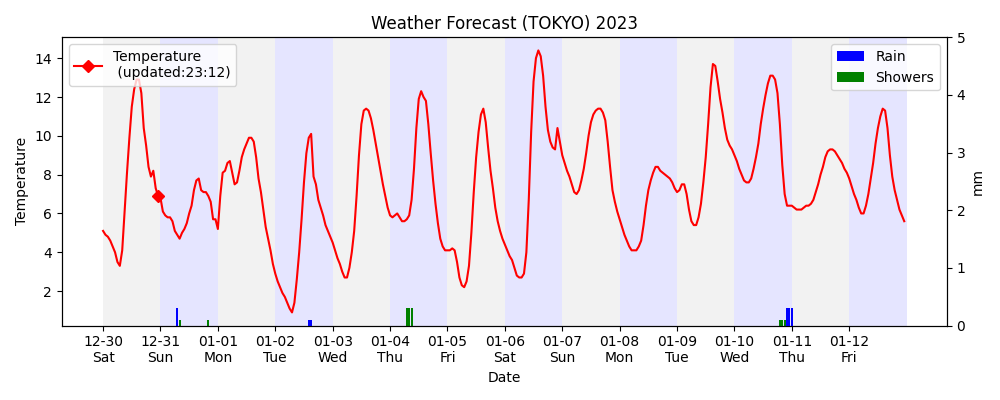 Weather Forecast (TOKYO) 2023
Temperature
(updated:23:12)
Rain
Showers
Temperature
14
12
10
8
6
4
2
5
4
3
2
1
0
mm
12-30 12-31 01-01 01-02 01-03 01-04 01-05 01-06 01-07 01-08 01-09 01-10 01-11 01-12
Sat Sun Mon Tue Wed Thu Fri Sat Sun Mon Tue Wed Thu Fri
Date